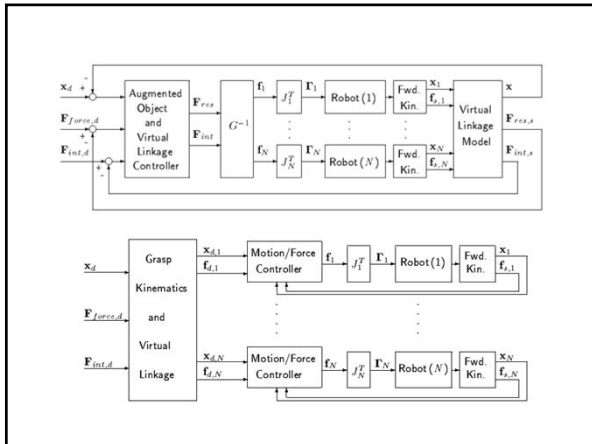 x_d + -
F_force,d + -
F_int,d + -
Augmented
Object
and
Virtual
Linkage
Controller
F_res
F_int
G^-1
f_1 J_1^T Γ_1 Robot(1) Fwd. Kin. x_1 f_s,1
f_N J_N^T Γ_N Robot(N) Fwd. Kin. x_N f_s,N
Virtual
Linkage
Model
x
F_res,s
F_int,s
x_d
F_force,d
F_int,d
Grasp
Kinematics
and
Virtual
Linkage
x_d,1
f_d,1
Motion/Force
Controller
f_1 J_1^T Γ_1 Robot(1) Fwd. Kin. x_1 f_s,1
x_d,N
f_d,N
Motion/Force
Controller
f_N J_N^T Γ_N Robot(N) Fwd. Kin. x_N f_s,N